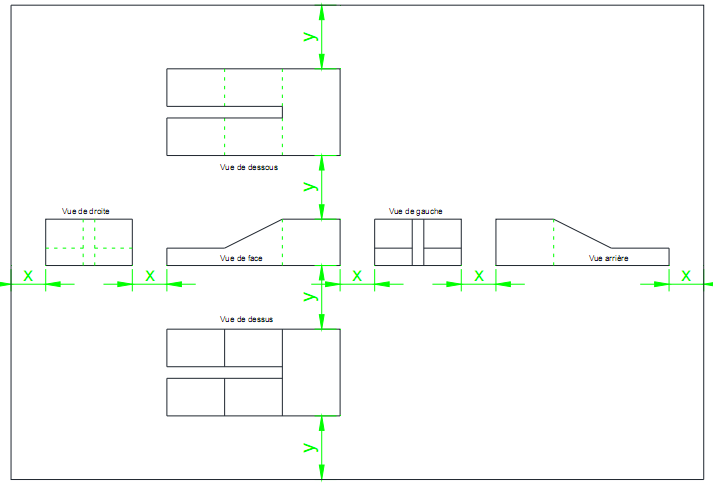 y
Vue de dessous
y
Vue de droite
Vue de gauche
Vue de face
Vue arrière
x
x
x
x
x
y
Vue de dessus
y